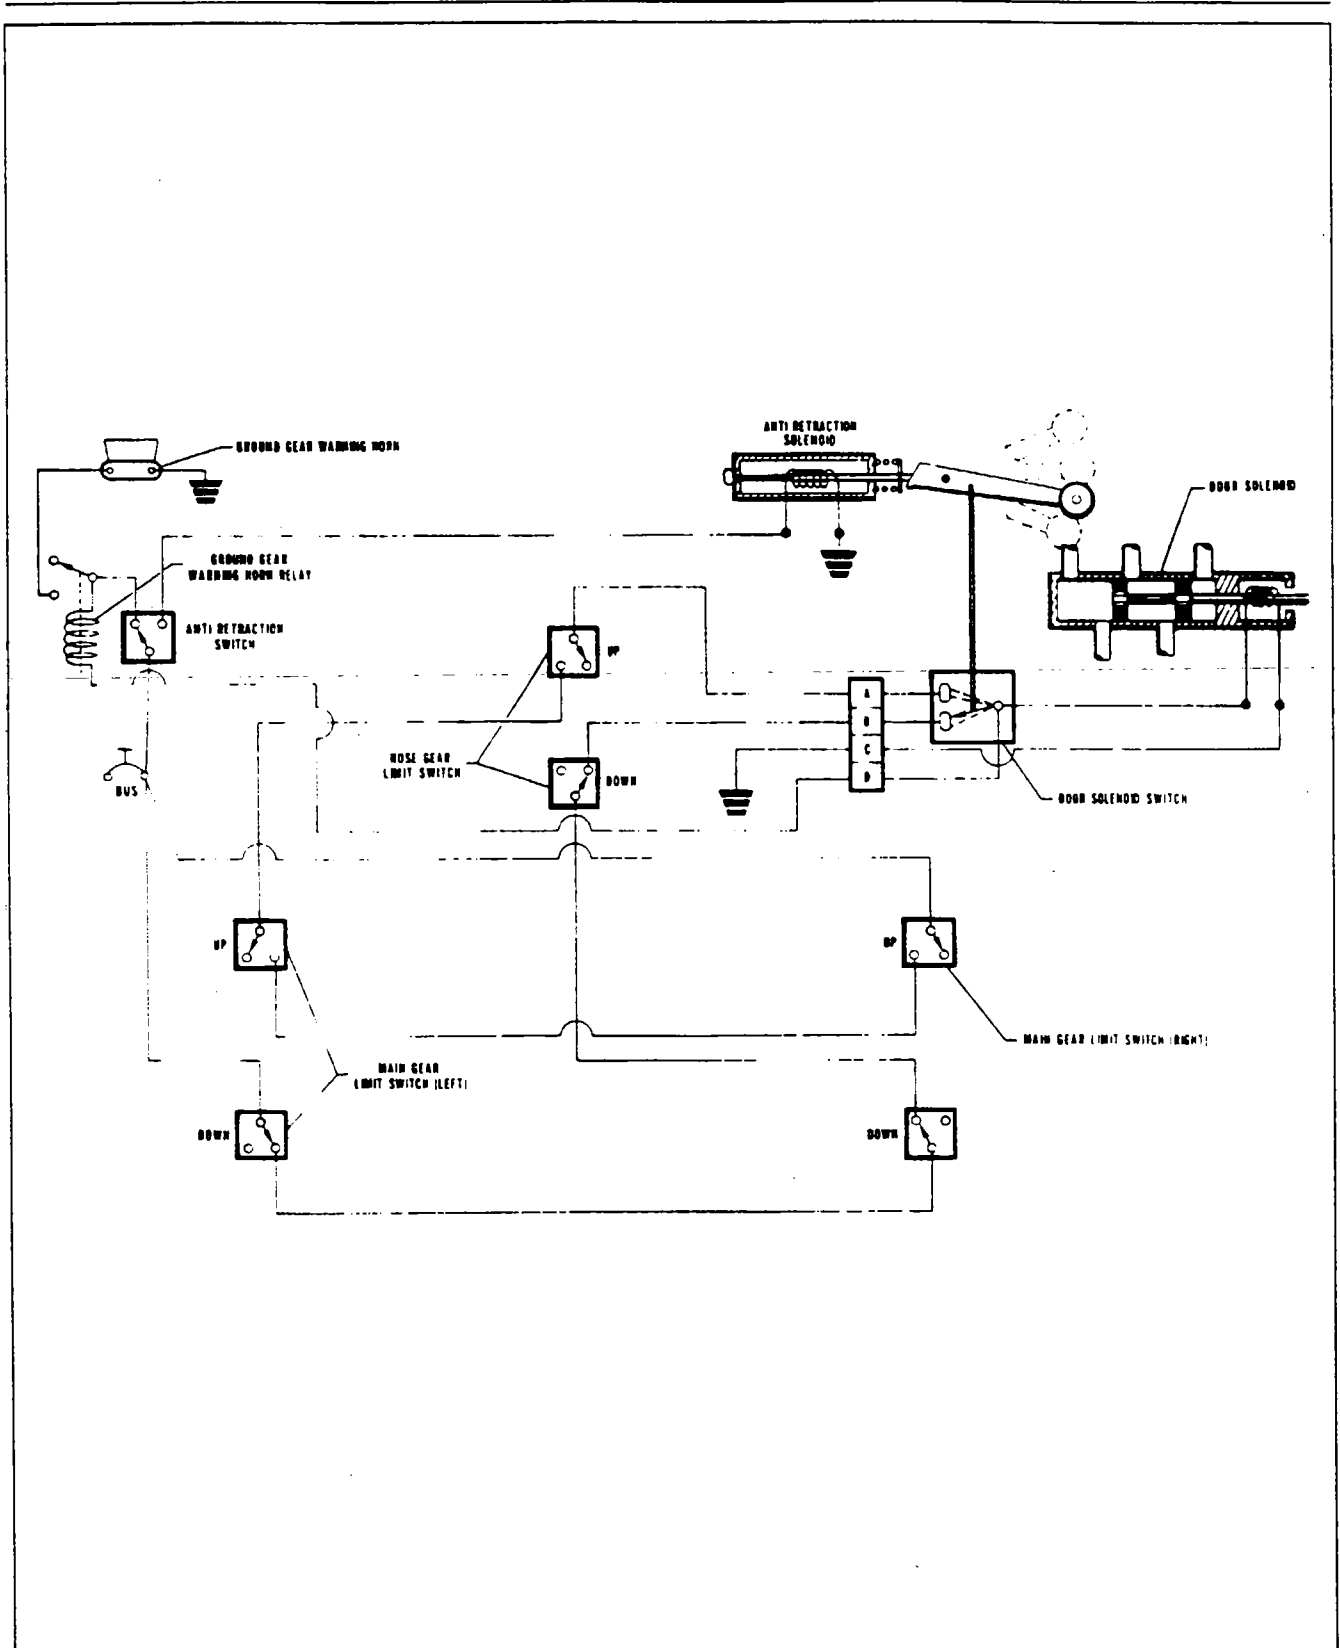 GROUND GEAR WARNING HORN
ANTI RETRACTION
SOLENOID
DOOR SOLENOID
GROUND GEAR
WARNING HORN RELAY
ANTI RETRACTION
SWITCH
UP
A
B
C
D
NOSE GEAR
LIMIT SWITCH
DOWN
BUS
DOOR SOLENOID SWITCH
UP
UP
MAIN GEAR LIMIT SWITCH (RIGHT)
MAIN GEAR
LIMIT SWITCH (LEFT)
DOWN
DOWN